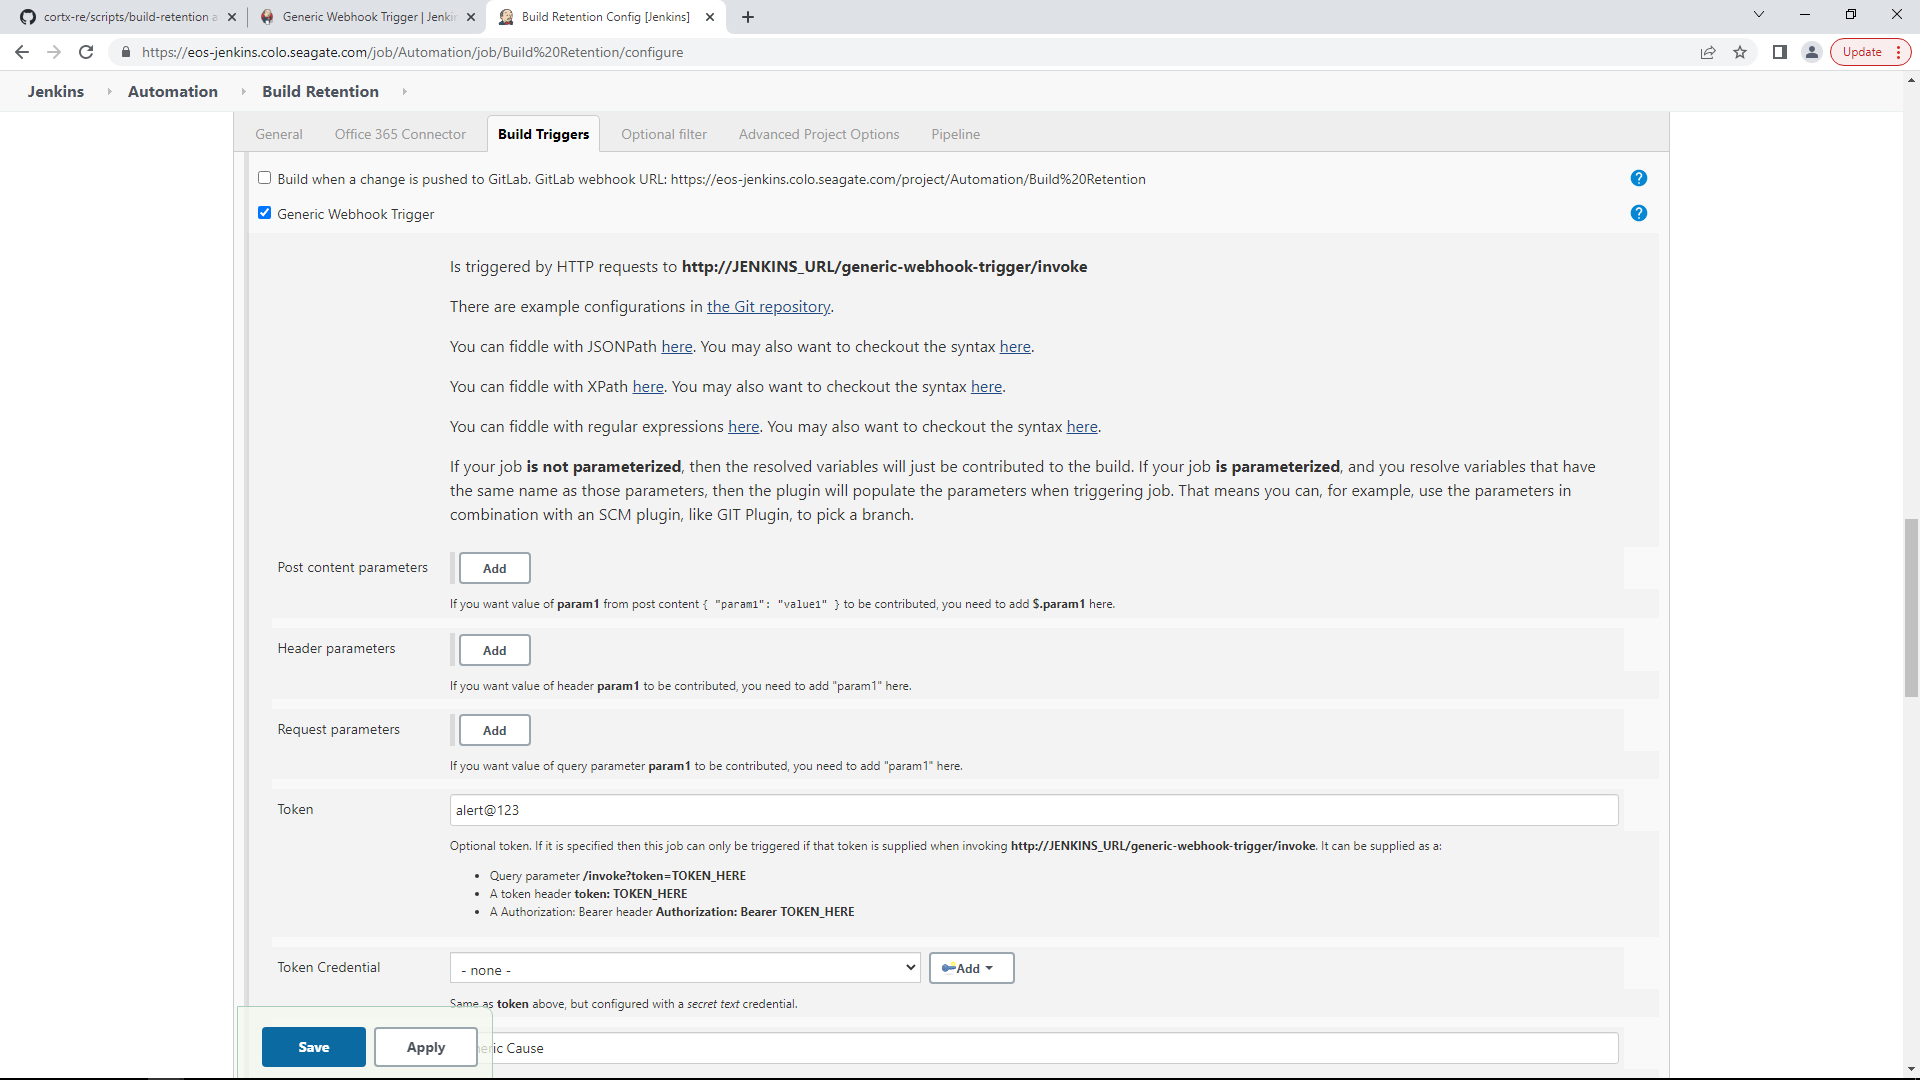 cortx-re/scripts/build-retention a
Generic Webhook Trigger | Jenki
Build Retention Config [Jenkins]
https://eos-jenkins.colo.seagate.com/job/Automation/job/Build%20Retention/configure
Update
Jenkins Automation Build Retention
General Office 365 Connector Build Triggers Optional filter Advanced Project Options Pipeline
Build when a change is pushed to GitLab. GitLab webhook URL: https://eos-jenkins.colo.seagate.com/project/Automation/Build%20Retention
?
Generic Webhook Trigger
?
Is triggered by HTTP requests to http://JENKINS_URL/generic-webhook-trigger/invoke
There are example configurations in the Git repository.
You can fiddle with JSONPath here. You may also want to checkout the syntax here.
You can fiddle with XPath here. You may also want to checkout the syntax here.
You can fiddle with regular expressions here. You may also want to checkout the syntax here.
If your job is not parameterized, then the resolved variables will just be contributed to the build. If your job is parameterized, and you resolve variables that have
the same name as those parameters, then the plugin will populate the parameters when triggering job. That means you can, for example, use the parameters in
combination with an SCM plugin, like GIT Plugin, to pick a branch.
Post content parameters
Add
If you want value of param1 from post content { "param1": "value1" } to be contributed, you need to add $.param1 here.
Header parameters
Add
If you want value of header param1 to be contributed, you need to add "param1" here.
Request parameters
Add
If you want value of query parameter param1 to be contributed, you need to add "param1" here.
Token
alert@123
Optional token. If it is specified then this job can only be triggered if that token is supplied when invoking http://JENKINS_URL/generic-webhook-trigger/invoke. It can be supplied as a:
• Query parameter /invoke?token=TOKEN_HERE
• A token header token: TOKEN_HERE
• A Authorization: Bearer header Authorization: Bearer TOKEN_HERE
Token Credential
- none -
Add
Same as token above, but configured with a secret text credential.
Save
Apply
eric Cause